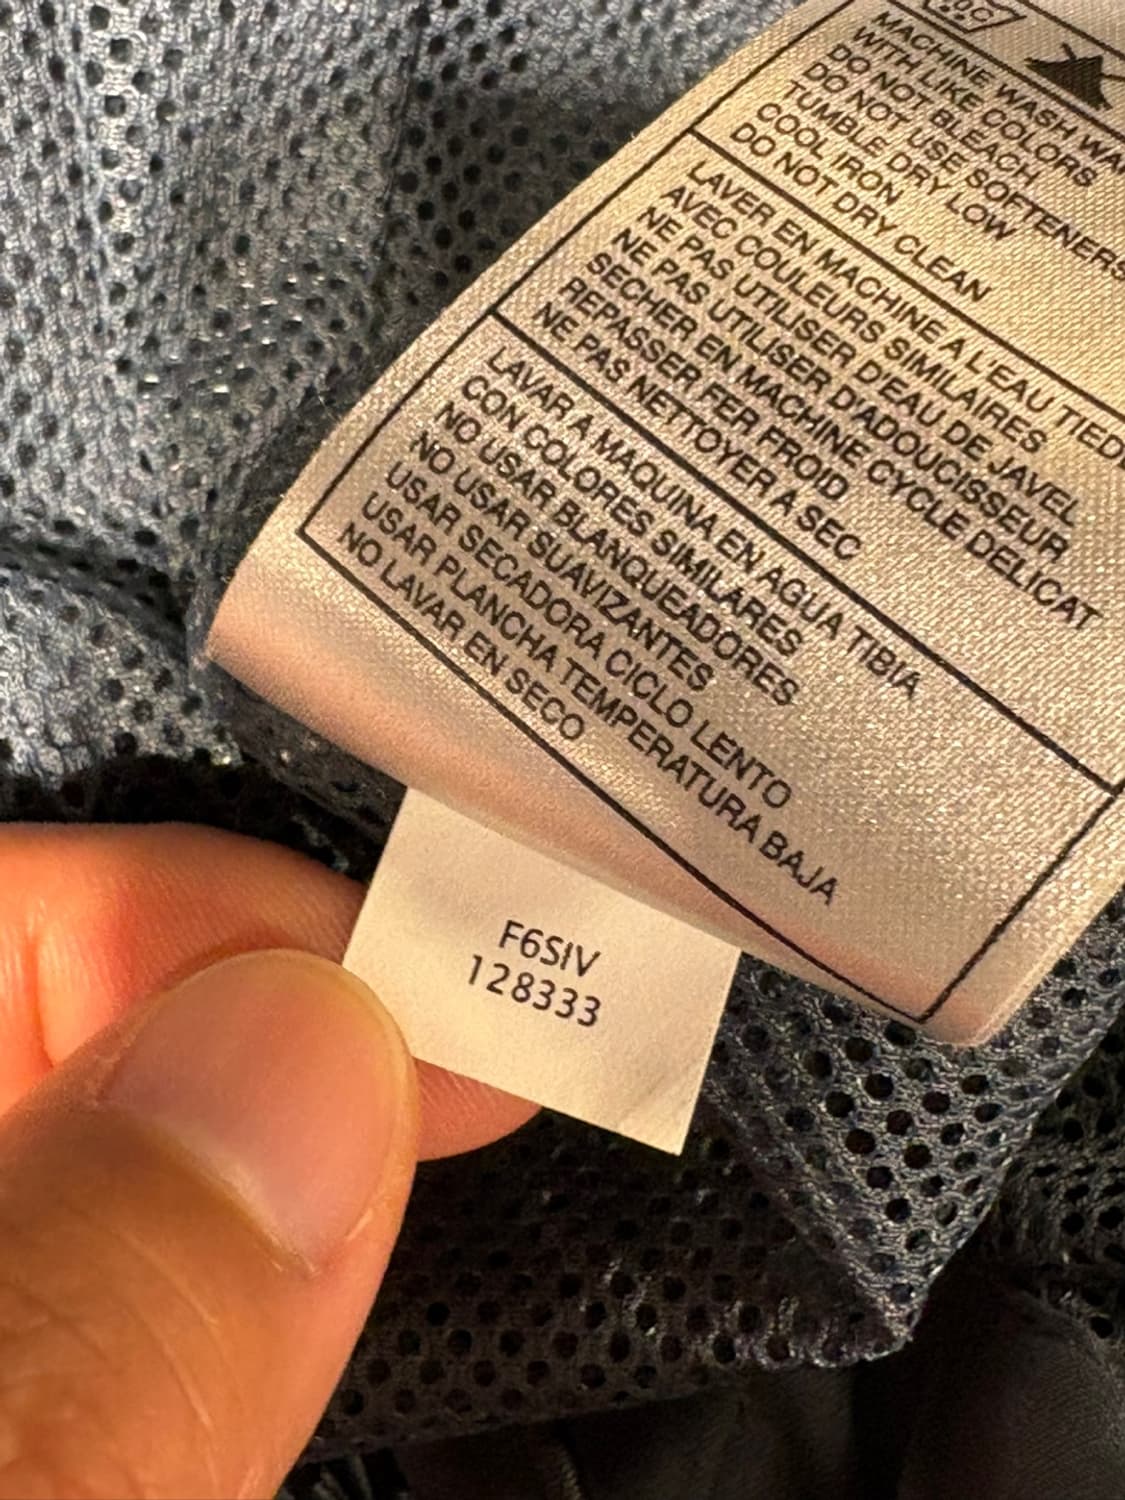 MACHINE WASH
WITH LIKE COLORS
DO NOT BLEACH
DO NOT USE SOFTENERS
TUMBLE DRY LOW
COOL IRON
DO NOT DRY CLEAN
LAVER EN MACHINE A L'EAU
AVEC COULEURS SIMILAIRES
NE PAS UTILISER D'EAU DE JAVEL
NE PAS UTILISER D'ADOUCISSEUR
SECHER EN MACHINE CYCLE DELICAT
REPASSER FER FROID
NE PAS NETTOYER A SEC
LAVAR A MAQUINA EN AGUA TIBIA
CON COLORES SIMILARES
NO USAR BLANQUEADORES
NO USAR SUAVIZANTES
USAR SECADORA CICLO LENTO
USAR PLANCHA TEMPERATURA BAJA
NO LAVAR EN SECO
F6SIV
128333